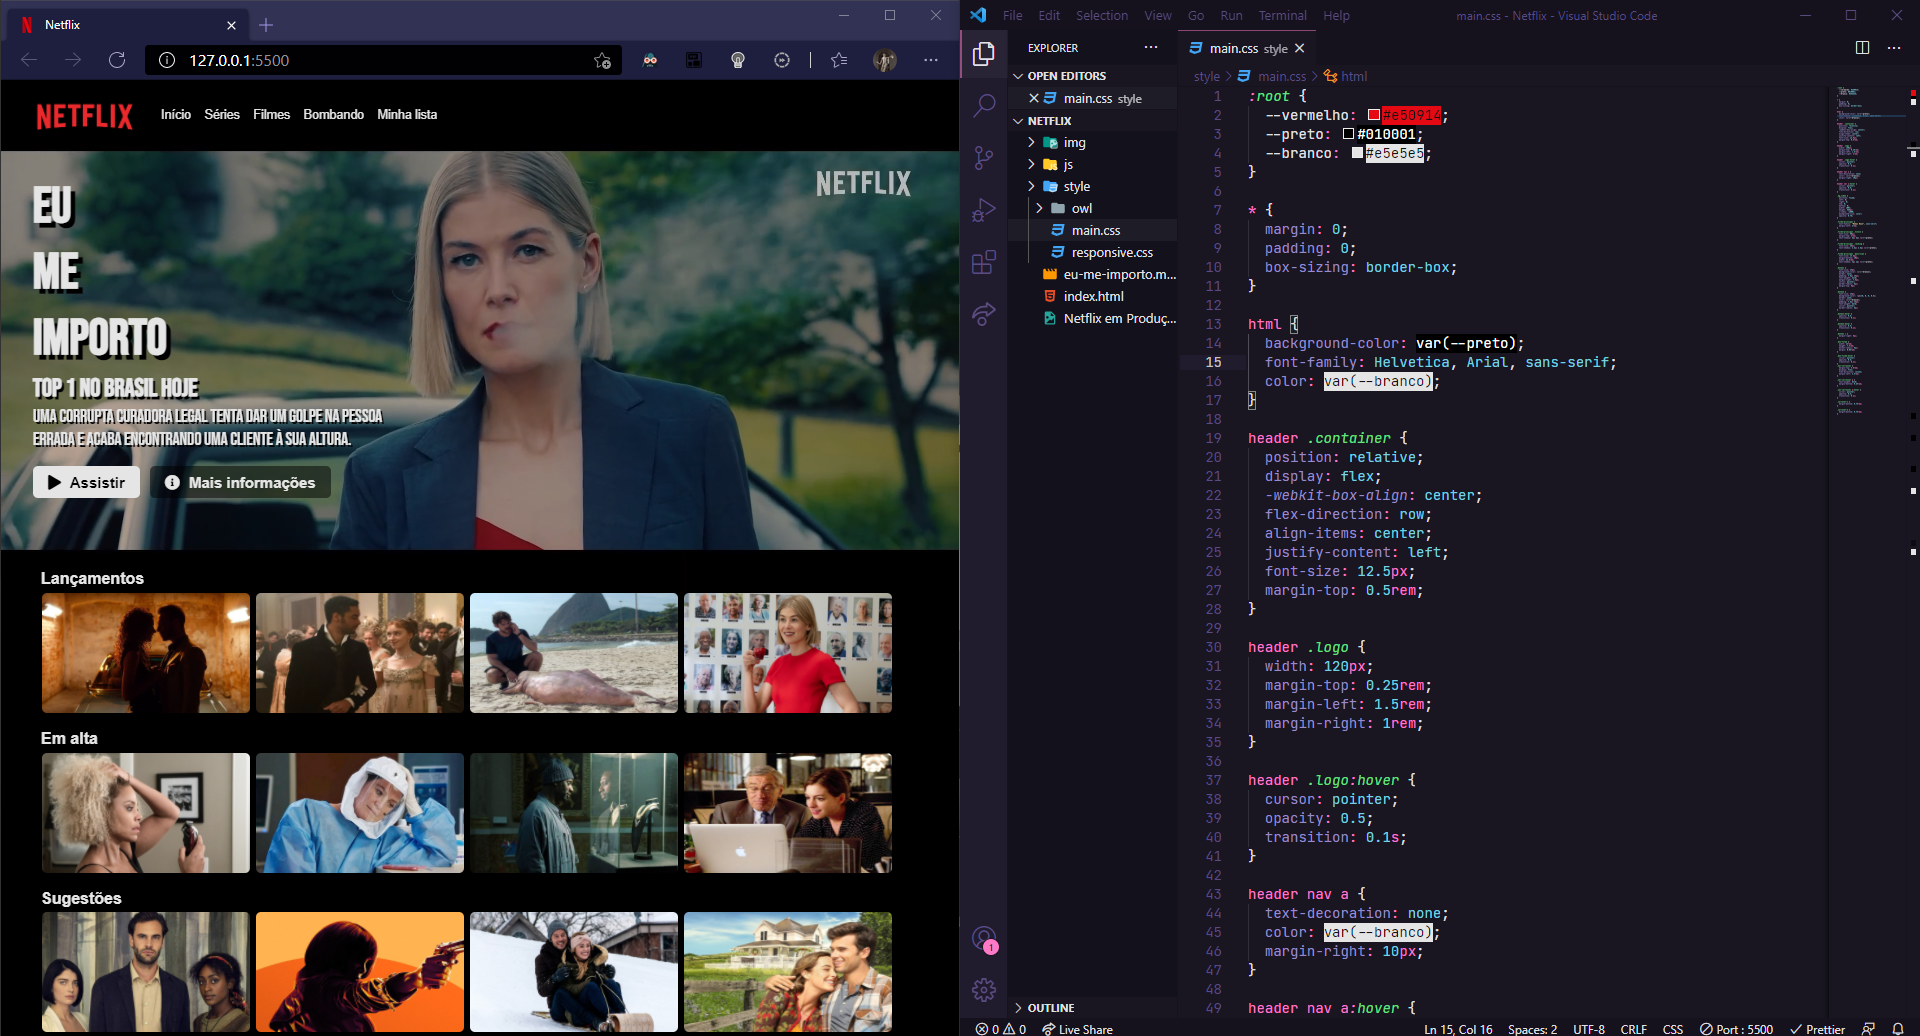 Netflix
127.0.0.1:5500
NETFLIX
Início Séries Filmes Bombando Minha lista
NETFLIX
EU
ME
IMPORTO
TOP 1 NO BRASIL HOJE
UMA CORRUPTA CURADORA LEGAL TENTA DAR UM GOLPE NA PESSOA
ERRADA E ACABA ENCONTRANDO UMA CLIENTE À SUA ALTURA.
Assistir Mais informações
Lançamentos
Em alta
Sugestões
File Edit Selection View Go Run Terminal Help main.css - Netflix - Visual Studio Code
EXPLORER
OPEN EDITORS
main.css style
NETFLIX
img
js
style
owl
main.css
responsive.css
eu-me-importo.m...
index.html
Netflix em Produç...
OUTLINE
1
main.css style
style > main.css > html
1 :root {
2 --vermelho: #e50914;
3 --preto: #010001;
4 --branco: #e5e5e5;
5 }
6
7 * {
8 margin: 0;
9 padding: 0;
10 box-sizing: border-box;
11 }
12
13 html {
14 background-color: var(--preto);
15 font-family: Helvetica, Arial, sans-serif;
16 color: var(--branco);
17 }
18
19 header .container {
20 position: relative;
21 display: flex;
22 -webkit-box-align: center;
23 flex-direction: row;
24 align-items: center;
25 justify-content: left;
26 font-size: 12.5px;
27 margin-top: 0.5rem;
28 }
29
30 header .logo {
31 width: 120px;
32 margin-top: 0.25rem;
33 margin-left: 1.5rem;
34 margin-right: 1rem;
35 }
36
37 header .logo:hover {
38 cursor: pointer;
39 opacity: 0.5;
40 transition: 0.1s;
41 }
42
43 header nav a {
44 text-decoration: none;
45 color: var(--branco);
46 margin-right: 10px;
47 }
48
49 header nav a:hover {
0 0 Live Share Ln 15, Col 16 Spaces: 2 UTF-8 CRLF CSS Port : 5500 Prettier